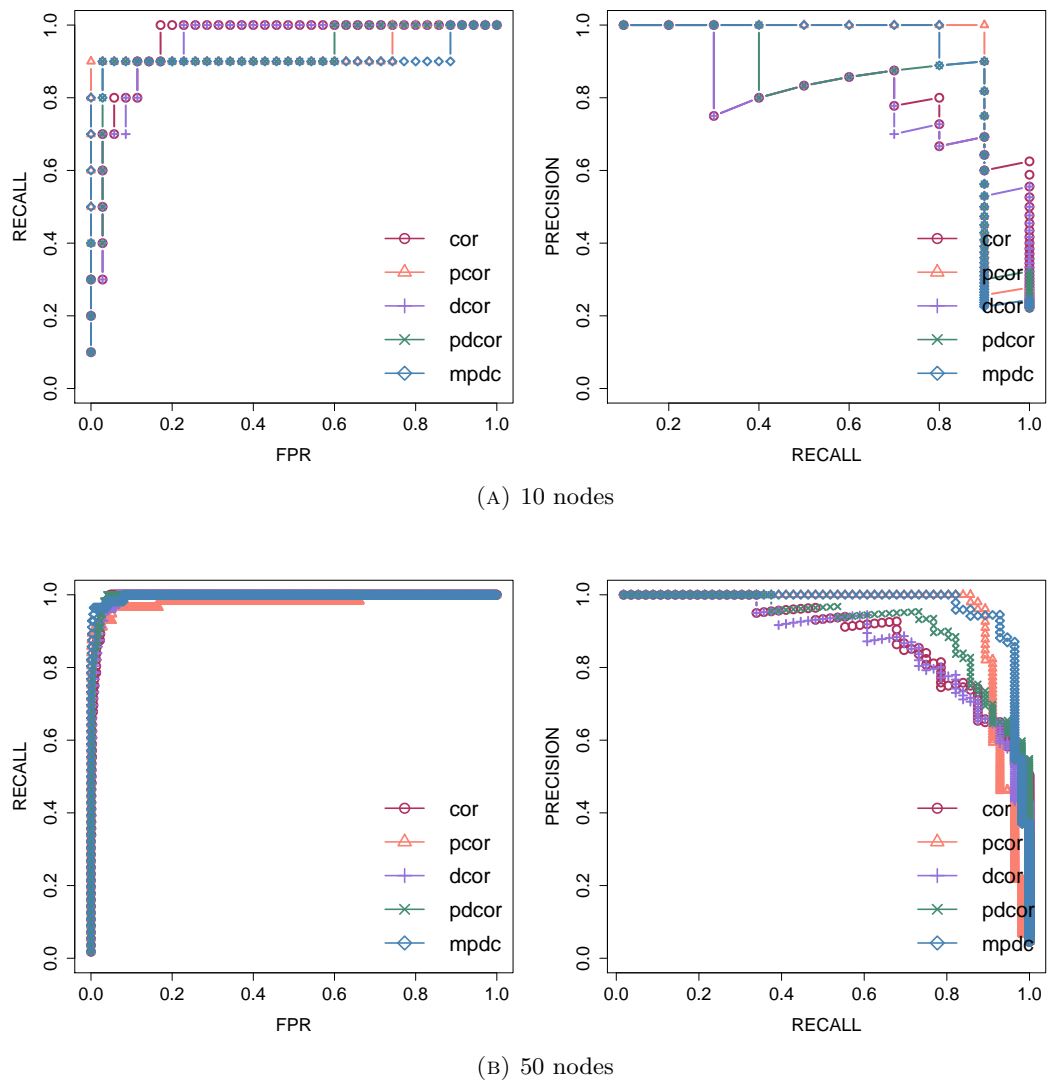 RECALL
1.0
0.8
0.6
0.4
0.2
0.0
cor
pcor
dcor
pdcor
mpdc
0.0 0.2 0.4 0.6 0.8 1.0
FPR
PRECISION
1.0
0.8
0.6
0.4
0.2
0.0
cor
pcor
dcor
pdcor
mpdc
0.2 0.4 0.6 0.8 1.0
RECALL
(A) 10 nodes
RECALL
1.0
0.8
0.6
0.4
0.2
0.0
cor
pcor
dcor
pdcor
mpdc
0.0 0.2 0.4 0.6 0.8 1.0
FPR
PRECISION
1.0
0.8
0.6
0.4
0.2
0.0
cor
pcor
dcor
pdcor
mpdc
0.0 0.2 0.4 0.6 0.8 1.0
RECALL
(B) 50 nodes